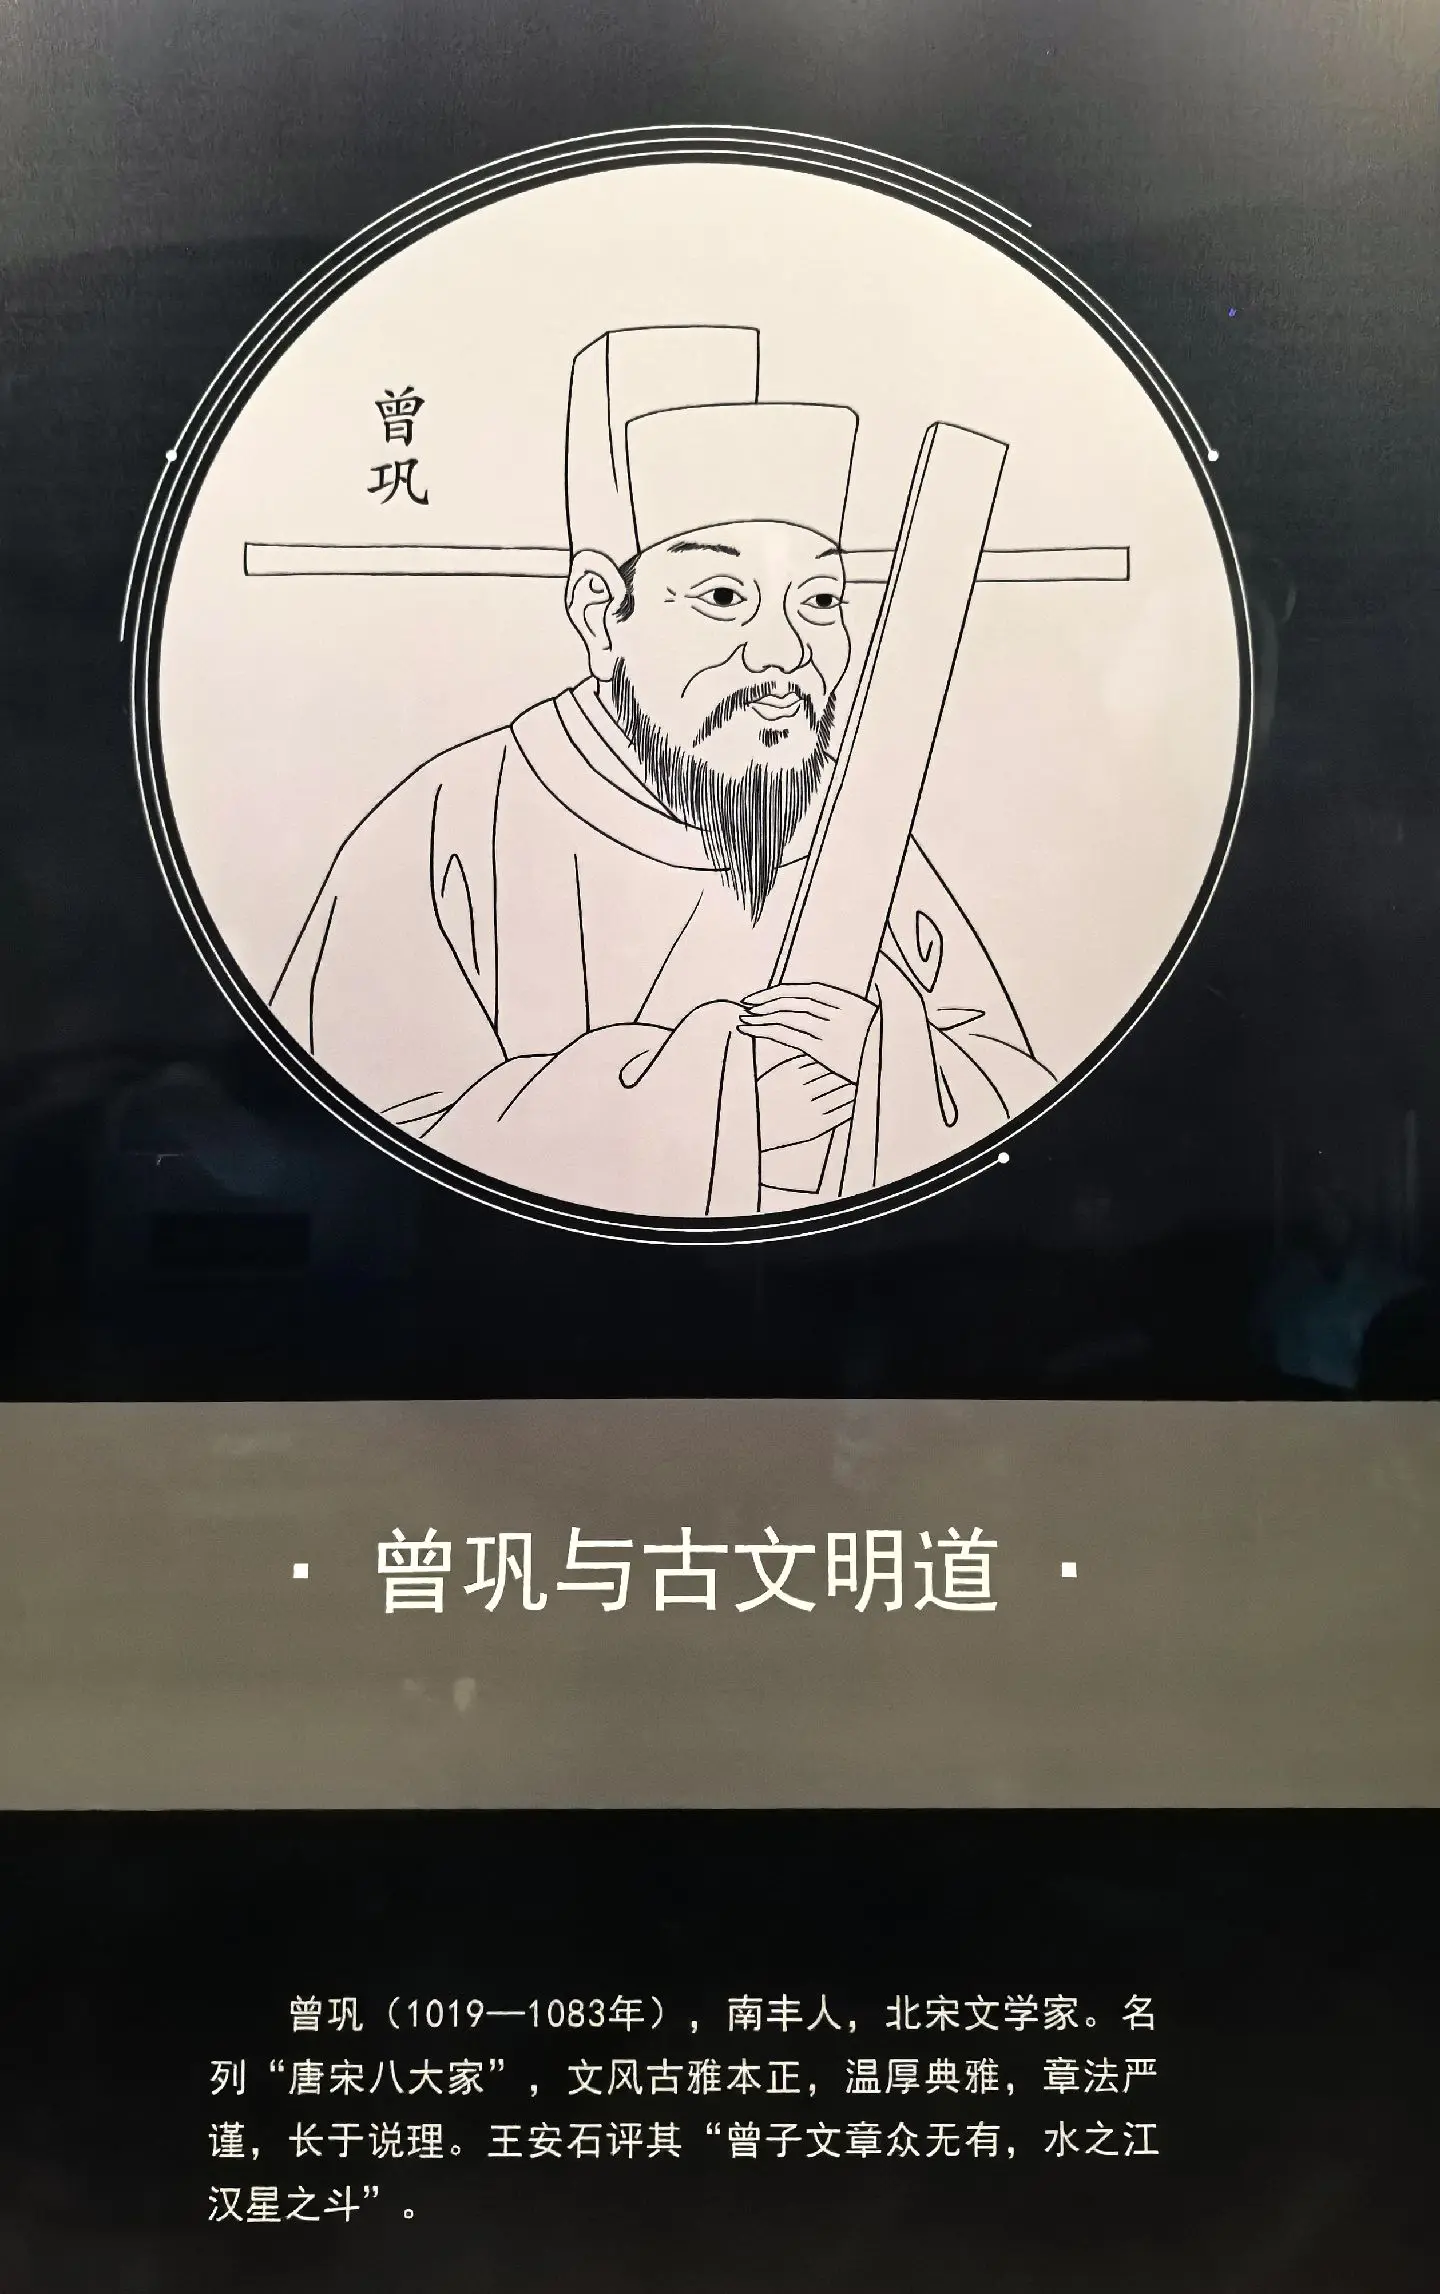 曾巩
· 曾巩与古文明道 ·
曾巩（1019—1083年），南丰人，北宋文学家。名
列“唐宋八大家”，文风古雅本正，温厚典雅，章法严
谨，长于说理。王安石评其“曾子文章众无有，水之江
汉星之斗”。